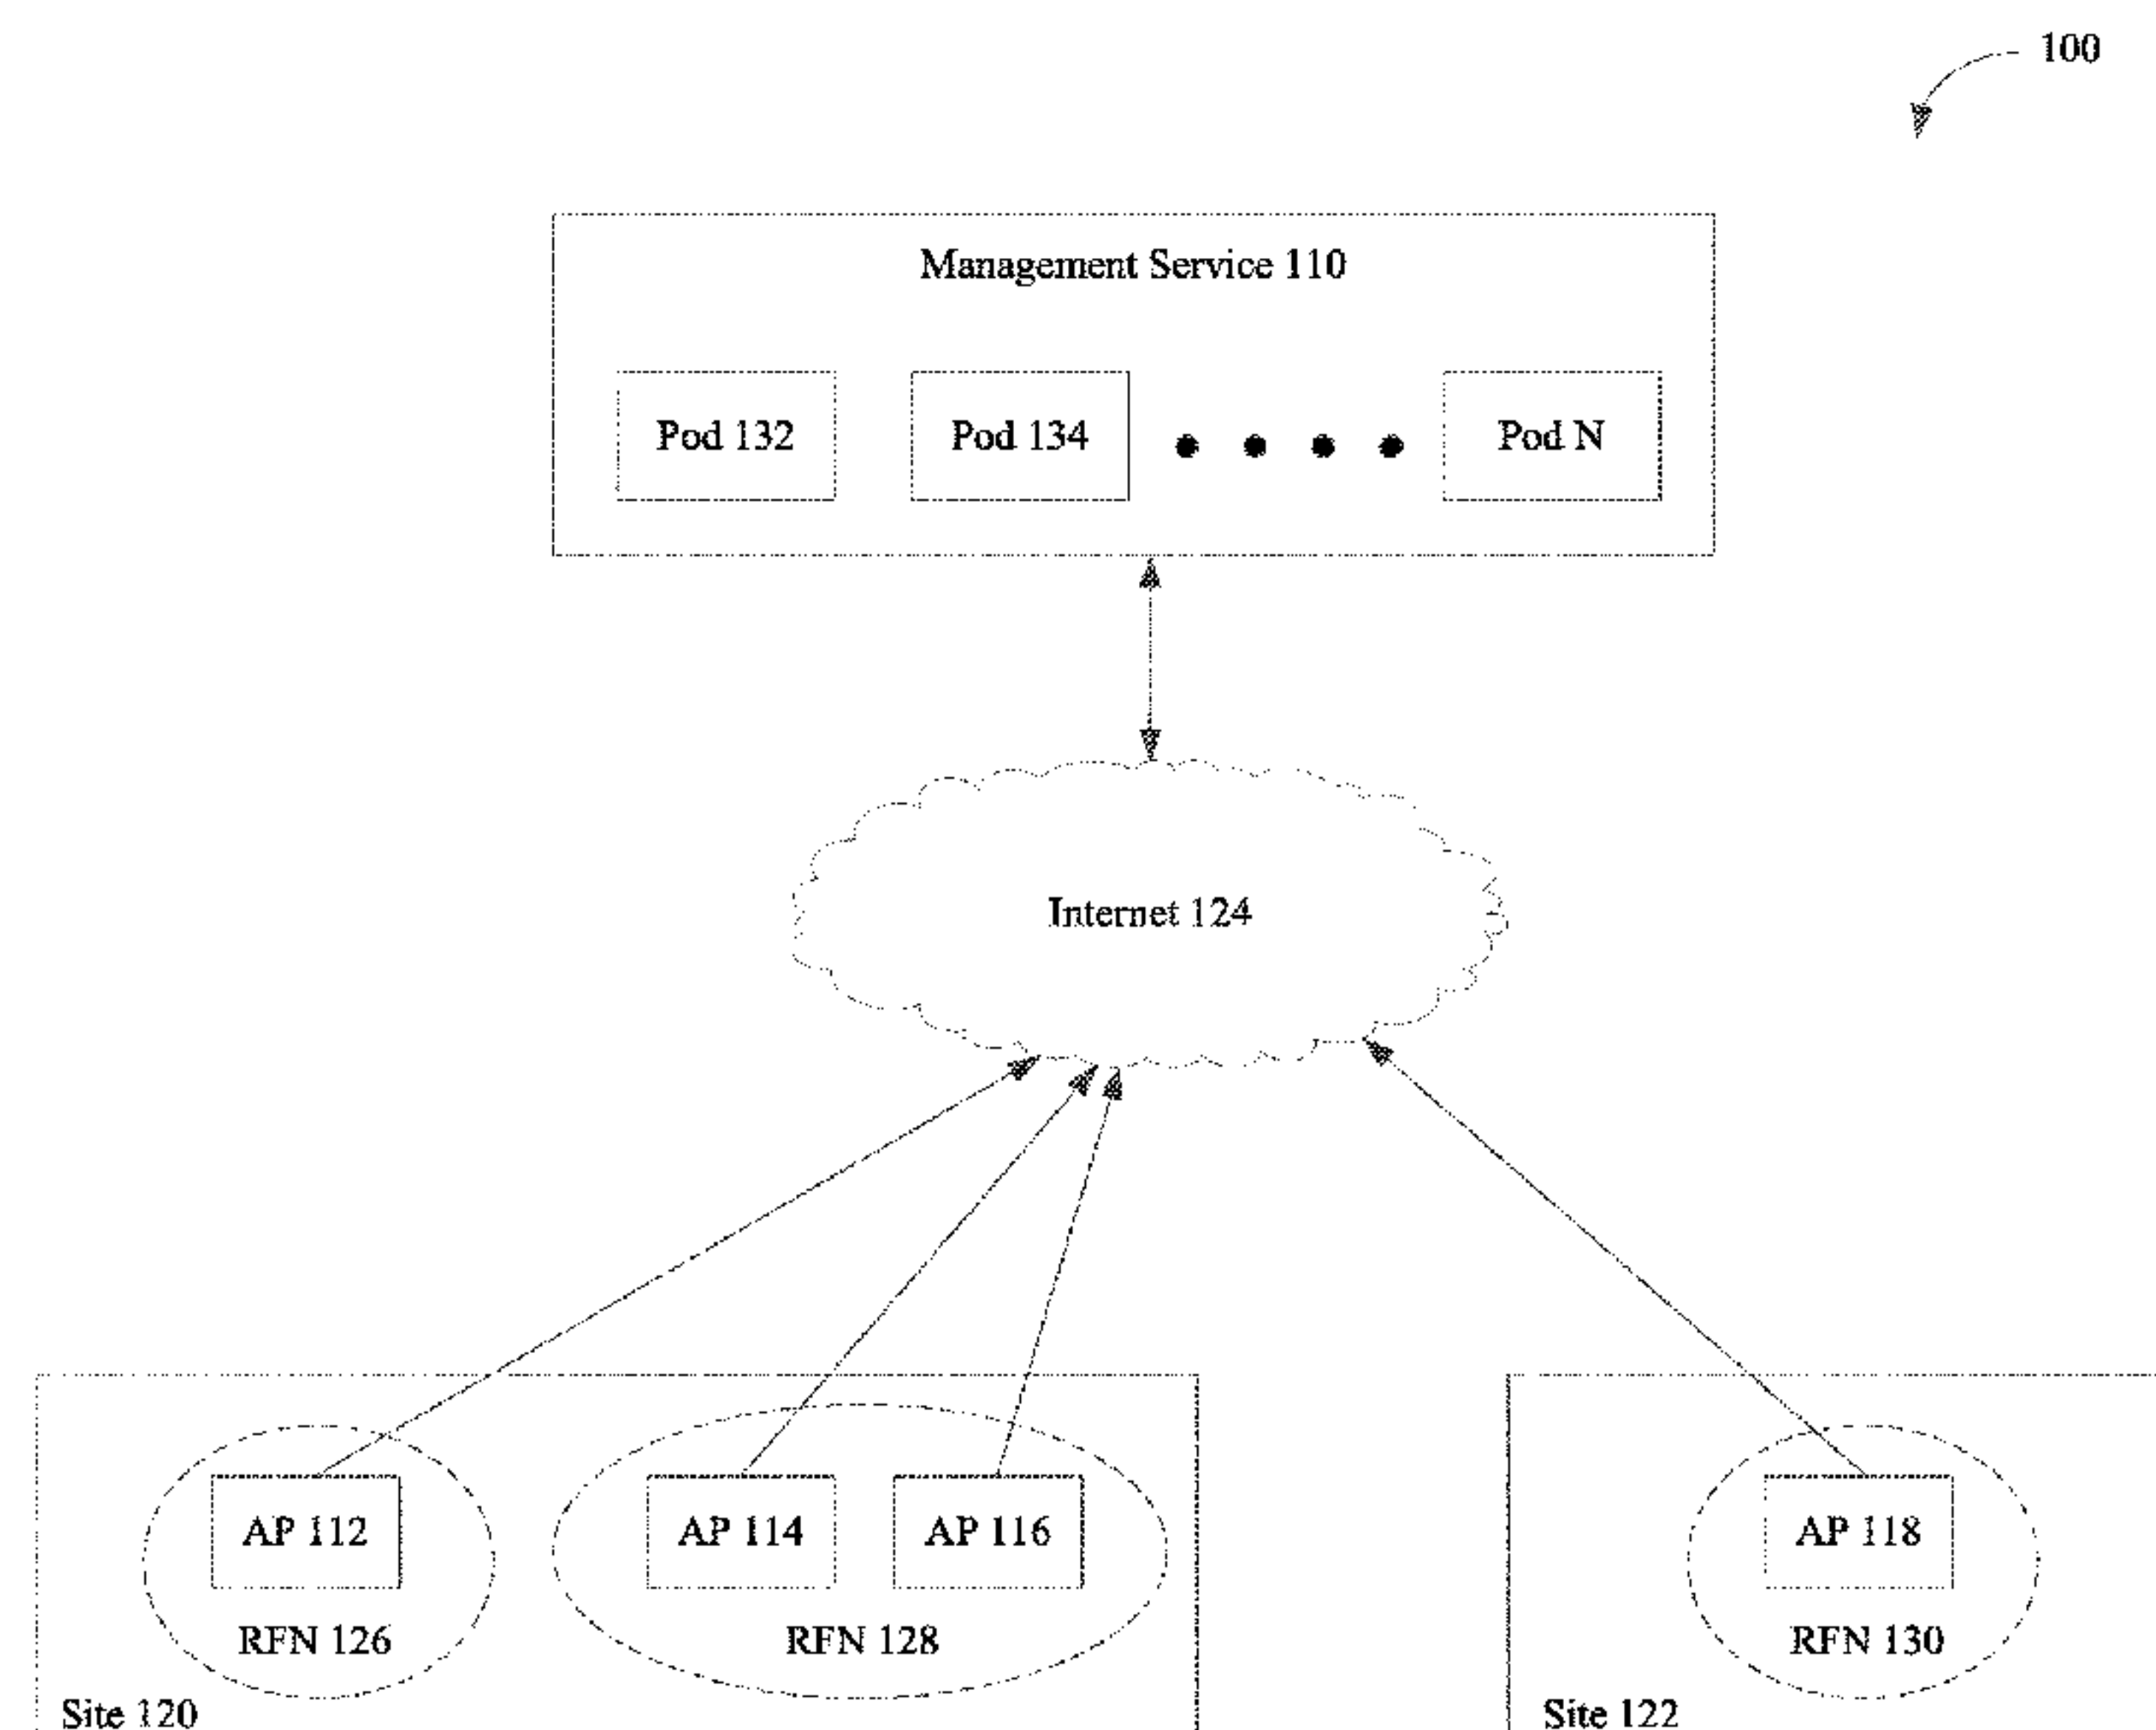 100
Management Service 110
Pod 132
Pod 134
Pod N
Internet 124
AP 112
AP 114
AP 116
AP 118
RFN 126
RFN 128
RFN 130
Site 120
Site 122